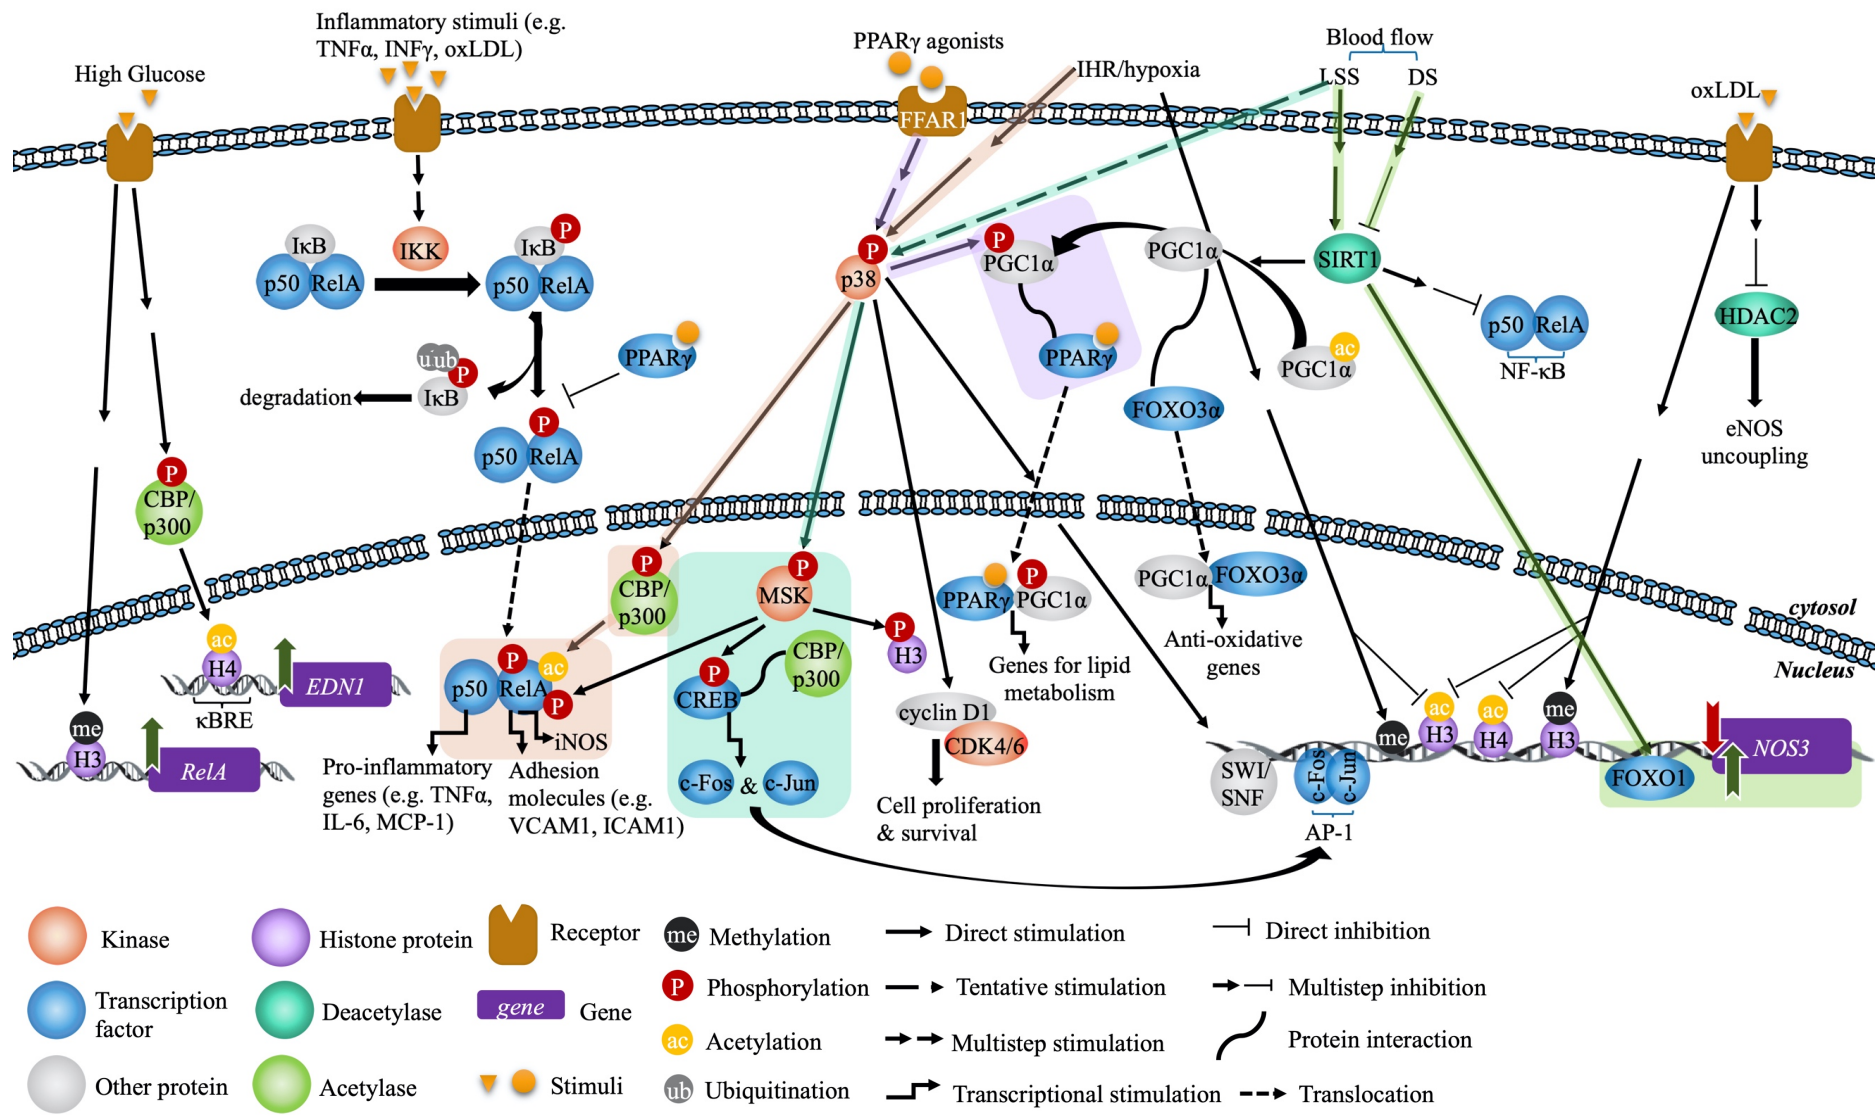 Inflammatory stimuli (e.g.
TNFα, INFγ, oxLDL)
High Glucose
PPARγ agonists
FFAR1
IHR/hypoxia
Blood flow
LSS
DS
oxLDL
IκB
p50 RelA
IKK
P
IκB
p50 RelA
P
p38
P
PGC1α
PGC1α
SIRT1
p50 RelA
NF-κB
HDAC2
eNOS
uncoupling
PPARγ
PPARγ
ac
PGC1α
FOXO3α
u ub
P
IκB
degradation
P
p50 RelA
P
CBP/
p300
P
CBP/
p300
P
MSK
P
H3
CBP/
p300
P
CREB
c-Fos & c-Jun
P
PPARγ PGC1α
Genes for lipid
metabolism
PGC1α FOXO3α
Anti-oxidative
genes
cytosol
Nucleus
ac
H4
κBRE
EDN1
me
H3
RelA
P
ac
p50 RelA
P
iNOS
Pro-inflammatory
genes (e.g. TNFα,
IL-6, MCP-1)
Adhesion
molecules (e.g.
VCAM1, ICAM1)
cyclin D1
CDK4/6
Cell proliferation
& survival
SWI/
SNF
c-Fos
c-Jun
AP-1
me
ac
H3
ac
H4
me
H3
FOXO1
NOS3
Kinase
Histone protein
Receptor
me Methylation
Direct stimulation
Direct inhibition
Transcription
factor
Deacetylase
gene Gene
P Phosphorylation
Tentative stimulation
Multistep inhibition
ac Acetylation
Multistep stimulation
Protein interaction
Other protein
Acetylase
Stimuli
ub Ubiquitination
Transcriptional stimulation
Translocation